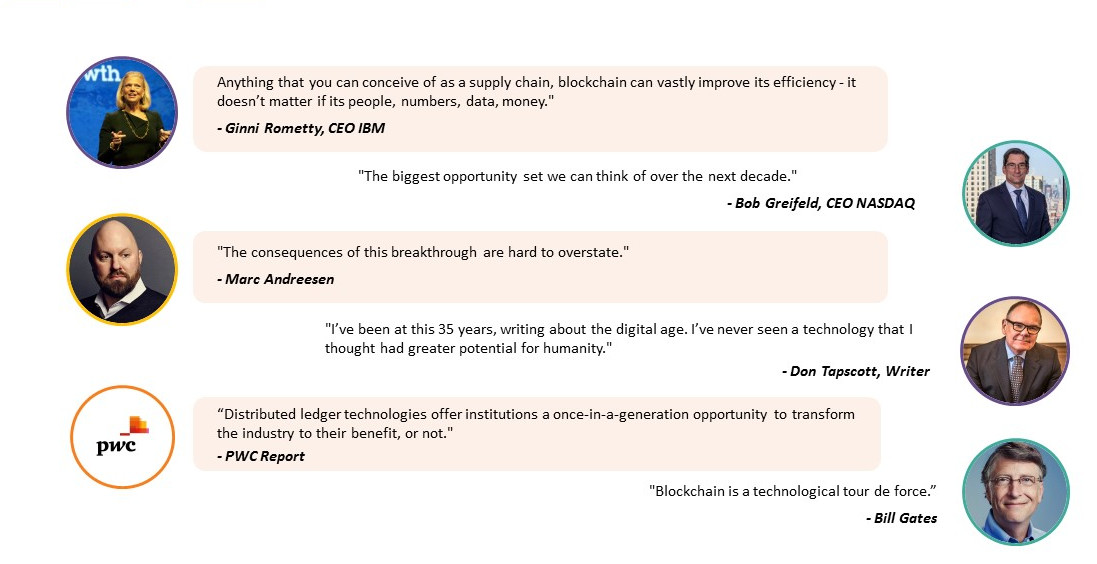 wth
Anything that you can conceive of as a supply chain, blockchain can vastly improve its efficiency - it
doesn’t matter if its people, numbers, data, money."
- Ginni Rometty, CEO IBM
"The biggest opportunity set we can think of over the next decade."
- Bob Greifeld, CEO NASDAQ
"The consequences of this breakthrough are hard to overstate."
- Marc Andreesen
"I’ve been at this 35 years, writing about the digital age. I’ve never seen a technology that I
thought had greater potential for humanity."
- Don Tapscott, Writer
pwc
“Distributed ledger technologies offer institutions a once-in-a-generation opportunity to transform
the industry to their benefit, or not."
- PWC Report
"Blockchain is a technological tour de force.”
- Bill Gates